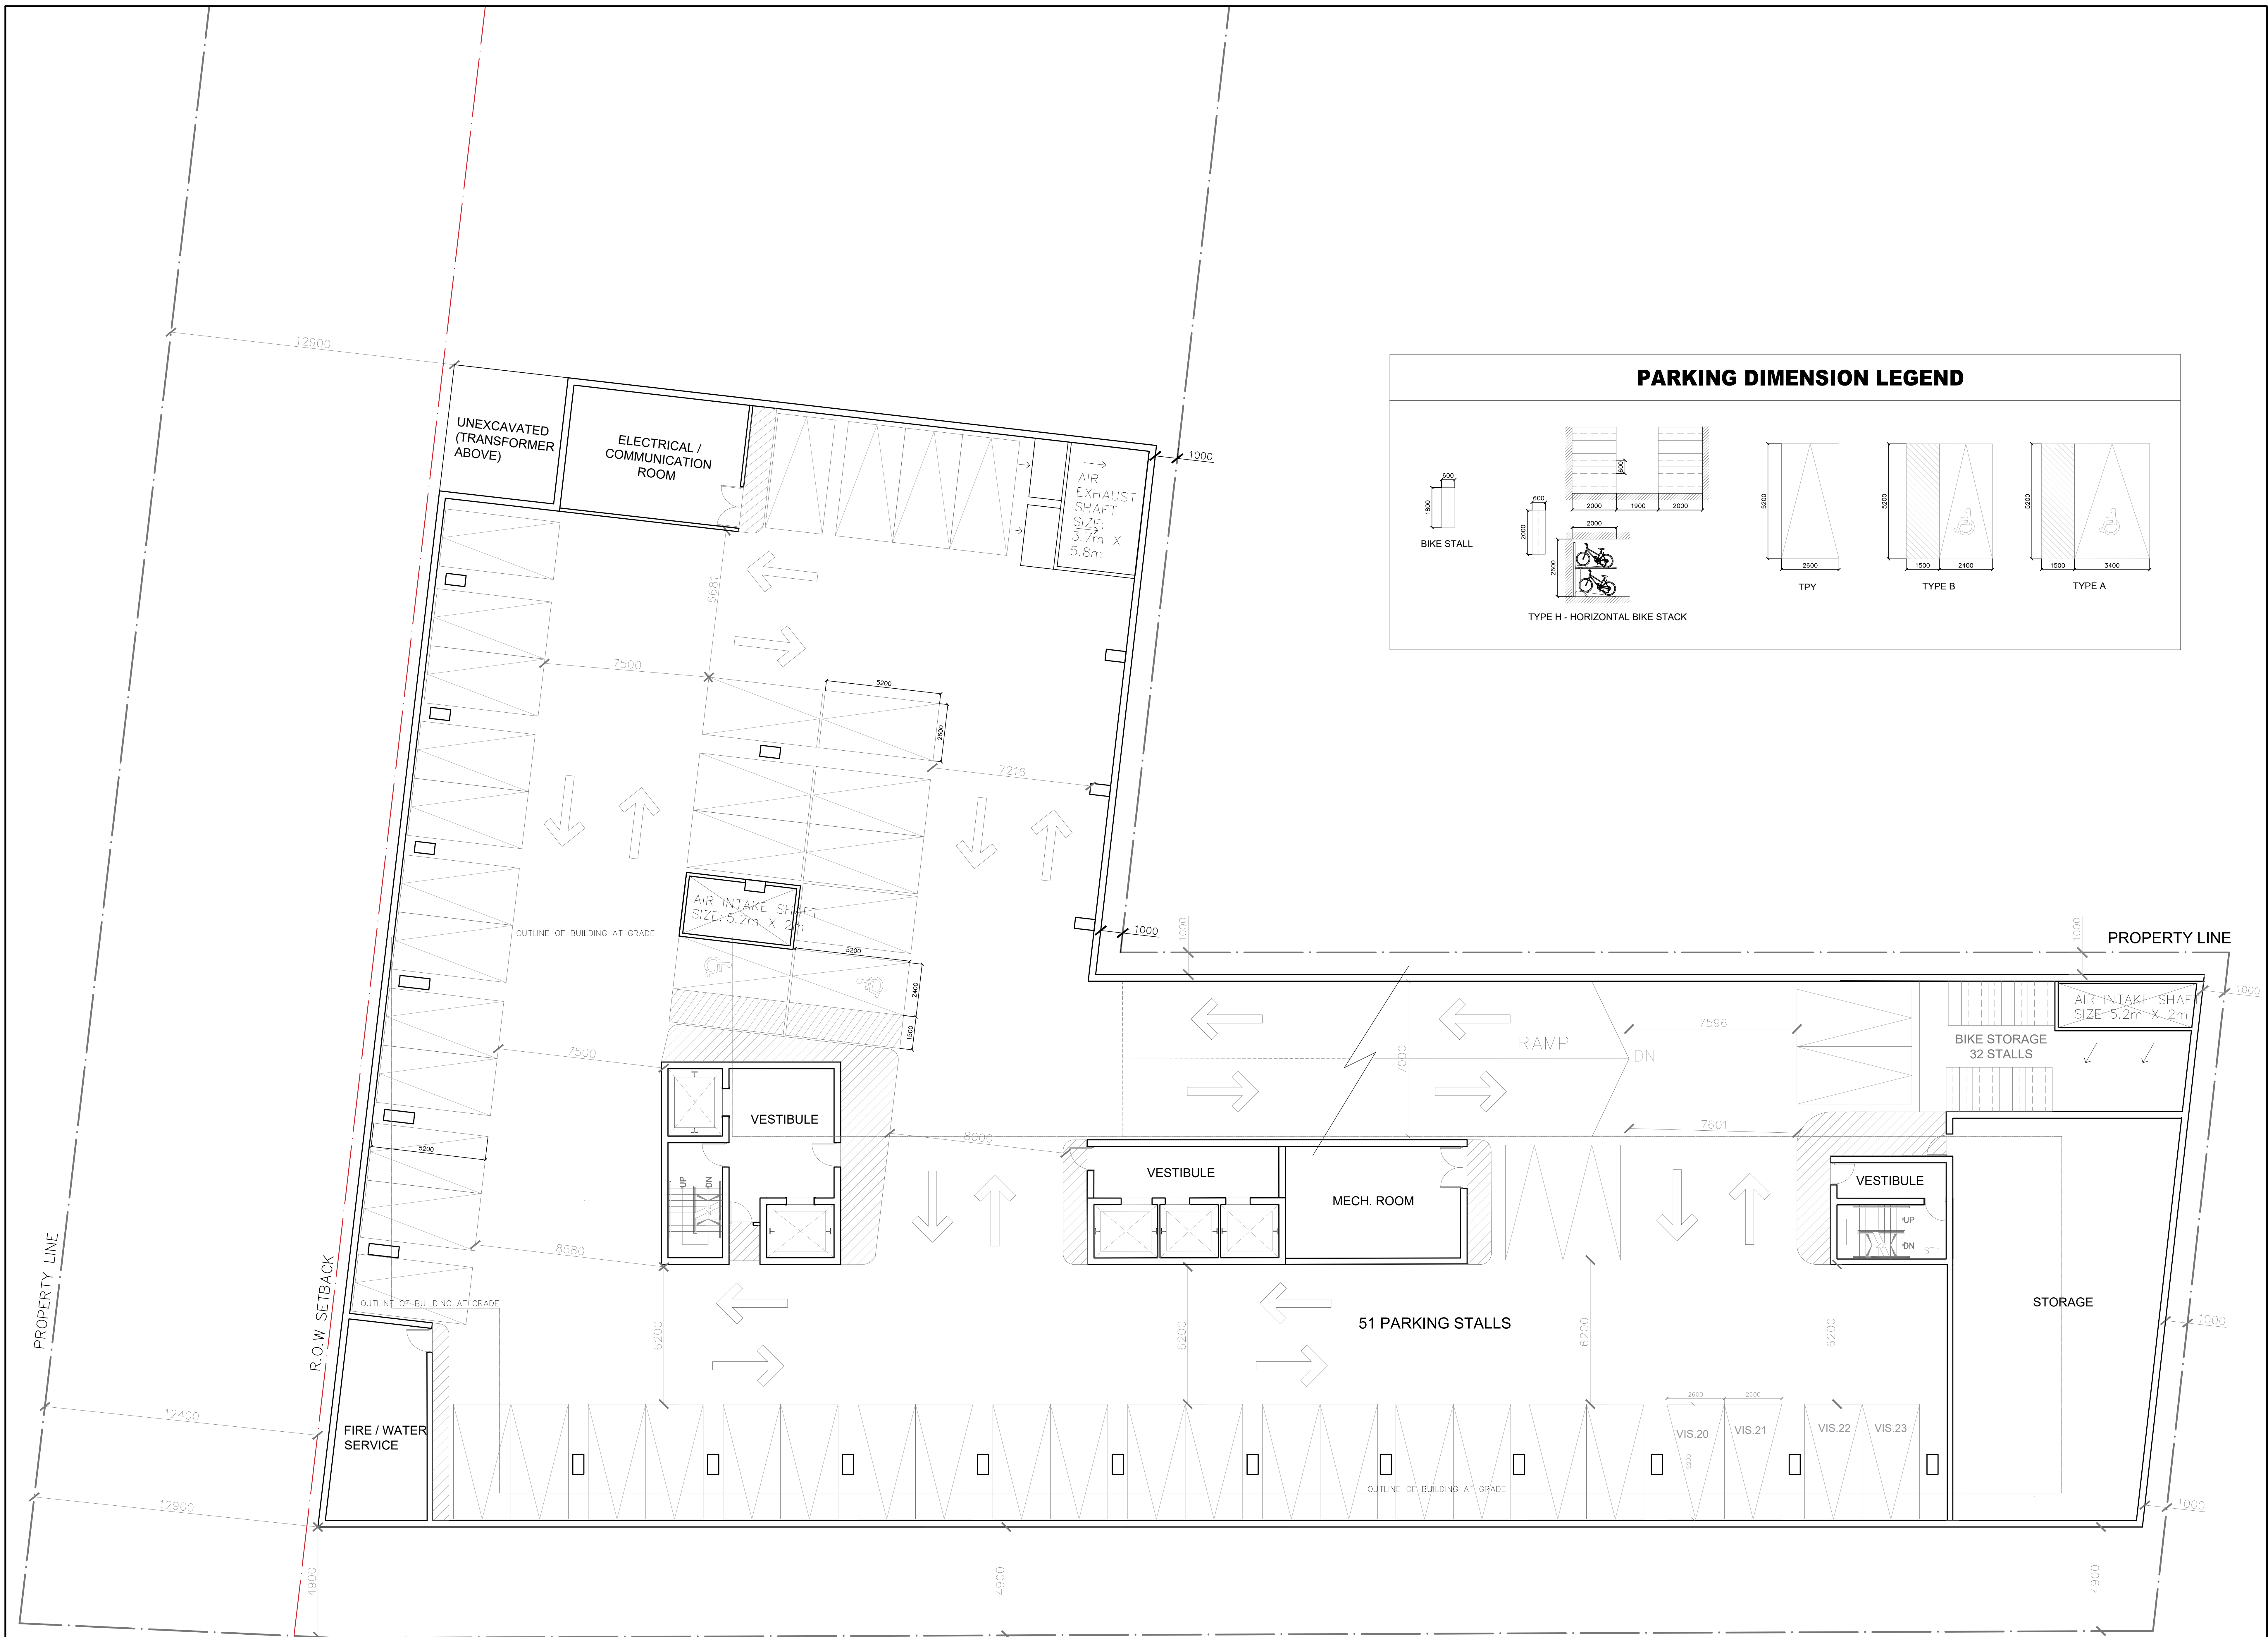 12900
UNEXCAVATED
(TRANSFORMER
ABOVE)
ELECTRICAL /
COMMUNICATION
ROOM
AIR
EXHAUST
SHAFT
SIZE:
3.7m X
5.8m
1000
PARKING DIMENSION LEGEND
600
1800
BIKE STALL
600
2000
600
2000
1900
2000
2000
2600
TYPE H - HORIZONTAL BIKE STACK
5200
2600
TPY
5200
1500
2400
TYPE B
5200
1500
3400
TYPE A
6681
7500
5200
2600
7216
AIR INTAKE SHAFT
SIZE: 5.2m X 2m
OUTLINE OF BUILDING AT GRADE
5200
2400
1500
1000
1000
1000
PROPERTY LINE
1000
AIR INTAKE SHAFT
SIZE: 5.2m X 2m
BIKE STORAGE
32 STALLS
7596
RAMP
DN
7000
7601
7500
VESTIBULE
8000
5200
UP
DN
VESTIBULE
MECH. ROOM
VESTIBULE
UP
DN
ST.1
8580
OUTLINE OF BUILDING AT GRADE
STORAGE
51 PARKING STALLS
6200
6200
6200
6200
1000
PROPERTY LINE
R.O.W SETBACK
12400
FIRE / WATER
SERVICE
2600
2600
VIS.20
VIS.21
VIS.22
VIS.23
5200
OUTLINE OF BUILDING AT GRADE
12900
1000
4900
4900
4900